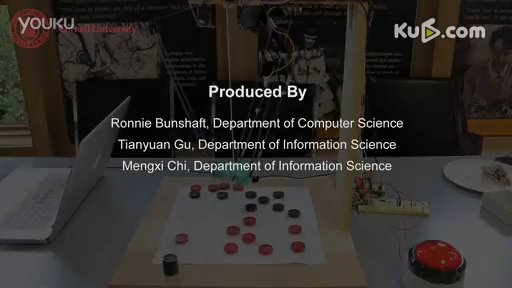 YOUKU
Cornell University
Ku6.com
Produced By
Ronnie Bunshaft, Department of Computer Science
Tianyuan Gu, Department of Information Science
Mengxi Chi, Department of Information Science